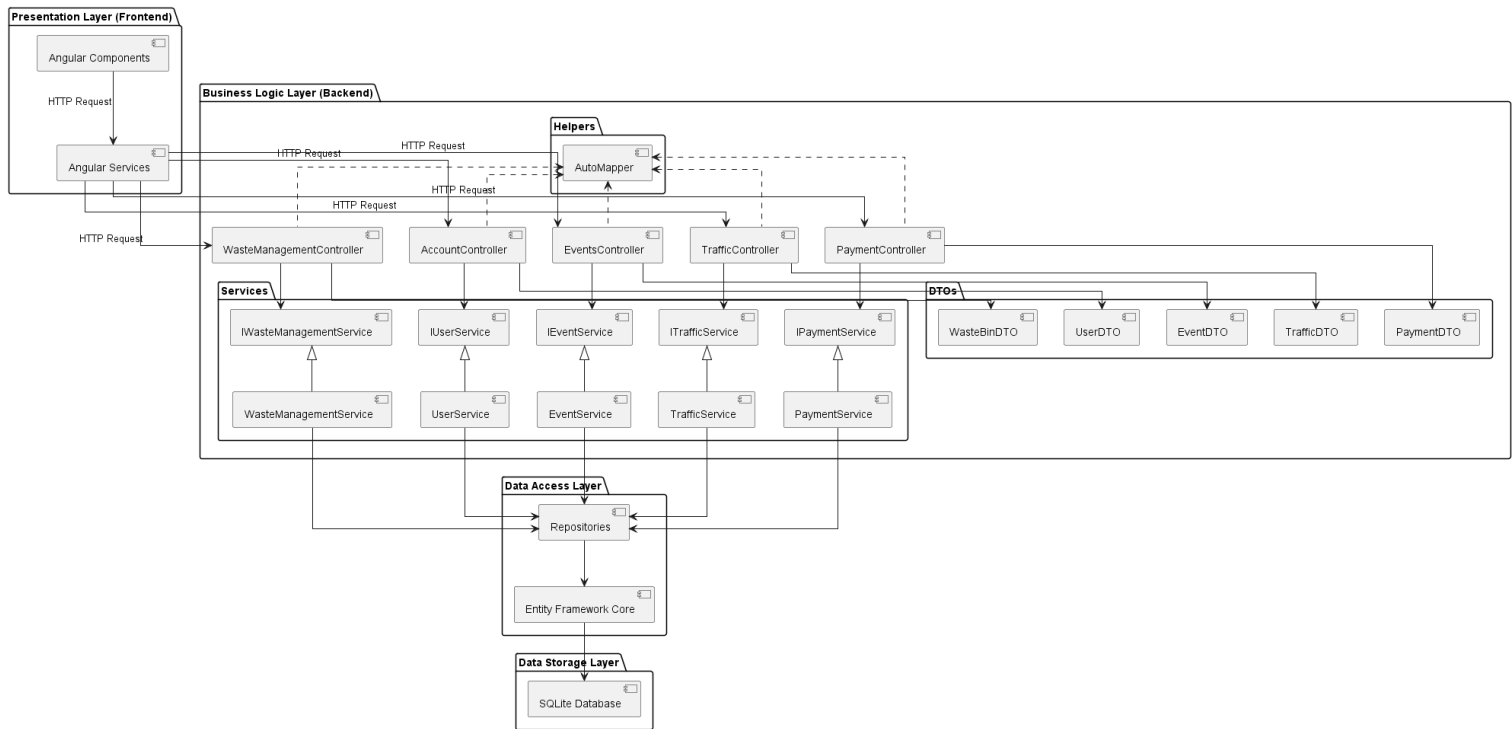 Presentation Layer (Frontend)
Angular Components
HTTP Request
Angular Services
Business Logic Layer (Backend)
Helpers
AutoMapper
HTTP Request
HTTP Request
HTTP Request
HTTP Request
HTTP Request
WasteManagementController
AccountController
EventsController
TrafficController
PaymentController
Services
IWasteManagementService
IUserService
IEventService
ITrafficService
IPaymentService
WasteManagementService
UserService
EventService
TrafficService
PaymentService
DTOs
WasteBinDTO
UserDTO
EventDTO
TrafficDTO
PaymentDTO
Data Access Layer
Repositories
Entity Framework Core
Data Storage Layer
SQLite Database